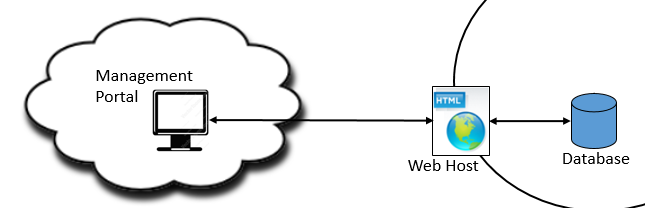 Management
Portal
HTML
Web Host
Database